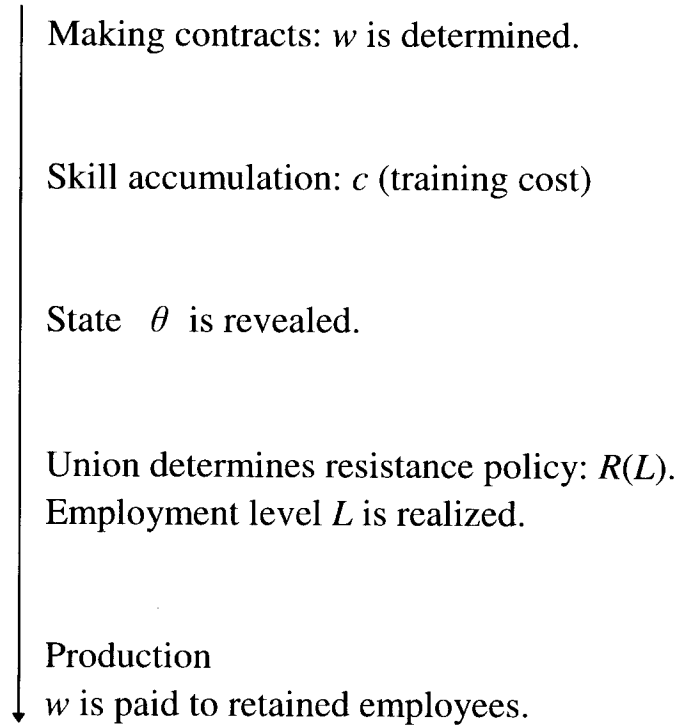 Making contracts: w is determined.
Skill accumulation: c (training cost)
State θ is revealed.
Union determines resistance policy: R(L).
Employment level L is realized.
Production
w is paid to retained employees.